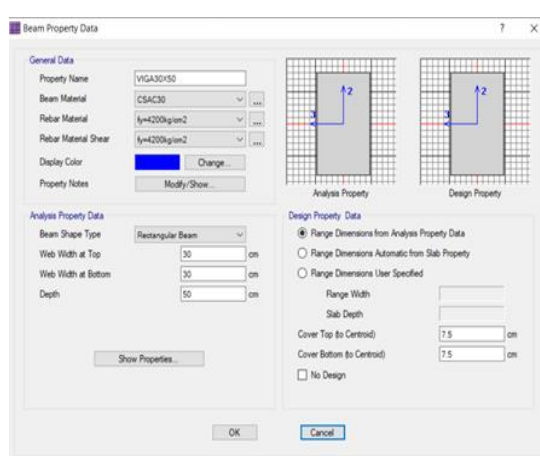 Beam Property Data ? X
General Data
Property Name VIGA30X50
Beam Material CSAC30 ...
Rebar Material fy=4200kg/cm2 ...
Rebar Material Shear fy=4200kg/cm2 ...
Display Color Change...
Property Notes Modify/Show...
2
3
Analysis Property
2
3
Design Property
Analysis Property Data
Beam Shape Type Rectangular Beam
Web Width at Top 30 cm
Web Width at Bottom 30 cm
Depth 50 cm
Show Properties...
Design Property Data
Flange Dimensions from Analysis Property Data
Flange Dimensions Automatic from Slab Property
Flange Dimensions User Specified
Flange Width
Slab Depth
Cover Top (to Centroid) 7.5 cm
Cover Bottom (to Centroid) 7.5 cm
No Design
OK Cancel